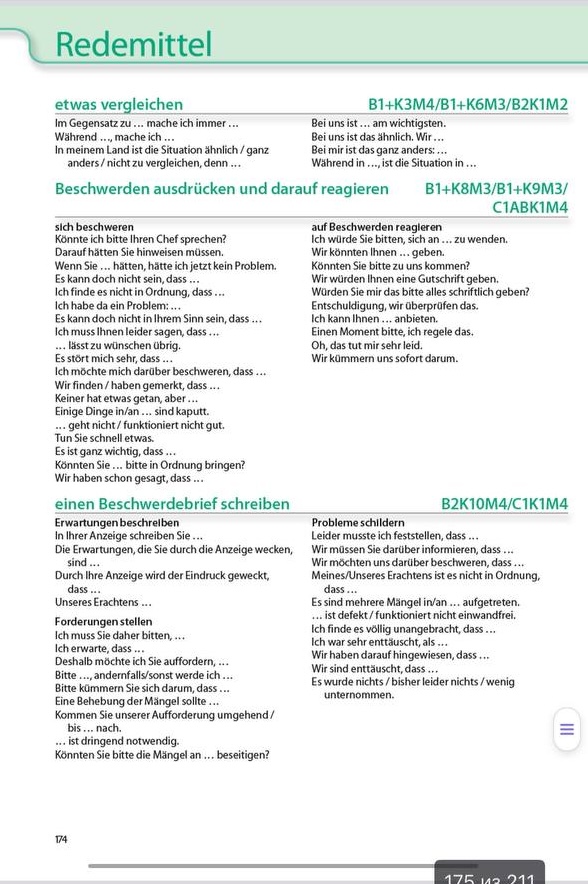 Redemittel
etwas vergleichen
B1+K3M4/B1+K6M3/B2K1M2
Im Gegensatz zu … mache ich immer …
Während …, mache ich …
In meinem Land ist die Situation ähnlich / ganz
anders / nicht zu vergleichen, denn …
Bei uns ist … am wichtigsten.
Bei uns ist das ähnlich. Wir …
Bei mir ist das ganz anders: …
Während in …, ist die Situation in …
Beschwerden ausdrücken und darauf reagieren
B1+K8M3/B1+K9M3/
C1ABK1M4
sich beschweren
Könnte ich bitte Ihren Chef sprechen?
Darauf hätten Sie hinweisen müssen.
Wenn Sie … hätten, hätte ich jetzt kein Problem.
Es kann doch nicht sein, dass …
Ich finde es nicht in Ordnung, dass …
Ich habe da ein Problem: …
Es kann doch nicht in Ihrem Sinn sein, dass …
Ich muss Ihnen leider sagen, dass …
… lässt zu wünschen übrig.
Es stört mich sehr, dass …
Ich möchte mich darüber beschweren, dass …
Wir finden / haben gemerkt, dass …
Keiner hat etwas getan, aber …
Einige Dinge in/an … sind kaputt.
… geht nicht / funktioniert nicht gut.
Tun Sie schnell etwas.
Es ist ganz wichtig, dass …
Könnten Sie … bitte in Ordnung bringen?
Wir haben schon gesagt, dass …
auf Beschwerden reagieren
Ich würde Sie bitten, sich an … zu wenden.
Wir könnten Ihnen … geben.
Könnten Sie bitte zu uns kommen?
Wir würden Ihnen eine Gutschrift geben.
Würden Sie mir das bitte alles schriftlich geben?
Entschuldigung, wir überprüfen das.
Ich kann Ihnen … anbieten.
Einen Moment bitte, ich regele das.
Oh, das tut mir sehr leid.
Wir kümmern uns sofort darum.
einen Beschwerdebrief schreiben
B2K10M4/C1K1M4
Erwartungen beschreiben
In Ihrer Anzeige schreiben Sie …
Die Erwartungen, die Sie durch die Anzeige wecken,
sind …
Durch Ihre Anzeige wird der Eindruck geweckt,
dass …
Unseres Erachtens …
Forderungen stellen
Ich muss Sie daher bitten, …
Ich erwarte, dass …
Deshalb möchte ich Sie auffordern, …
Bitte …, andernfalls/sonst werde ich …
Bitte kümmern Sie sich darum, dass …
Eine Behebung der Mängel sollte …
Kommen Sie unserer Aufforderung umgehend /
bis … nach.
… ist dringend notwendig.
Könnten Sie bitte die Mängel an … beseitigen?
Probleme schildern
Leider musste ich feststellen, dass …
Wir müssen Sie darüber informieren, dass …
Wir möchten uns darüber beschweren, dass …
Meines/Unseres Erachtens ist es nicht in Ordnung,
dass …
Es sind mehrere Mängel in/an … aufgetreten.
… ist defekt / funktioniert nicht einwandfrei.
Ich finde es völlig unangebracht, dass …
Ich war sehr enttäuscht, als …
Wir haben darauf hingewiesen, dass …
Wir sind enttäuscht, dass …
Es wurde nichts / bisher leider nichts / wenig
unternommen.
174
175 из 211